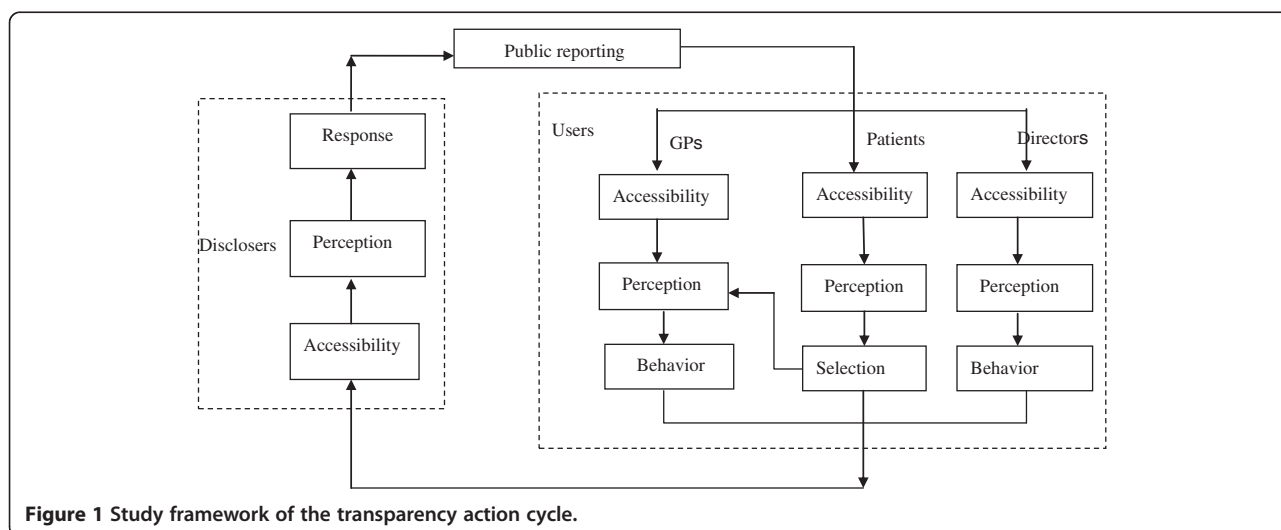 Public reporting
Response
Perception
Disclosers
Accessibility
Users
GPs
Patients
Directors
Accessibility
Accessibility
Accessibility
Perception
Perception
Perception
Behavior
Selection
Behavior
Figure 1 Study framework of the transparency action cycle.